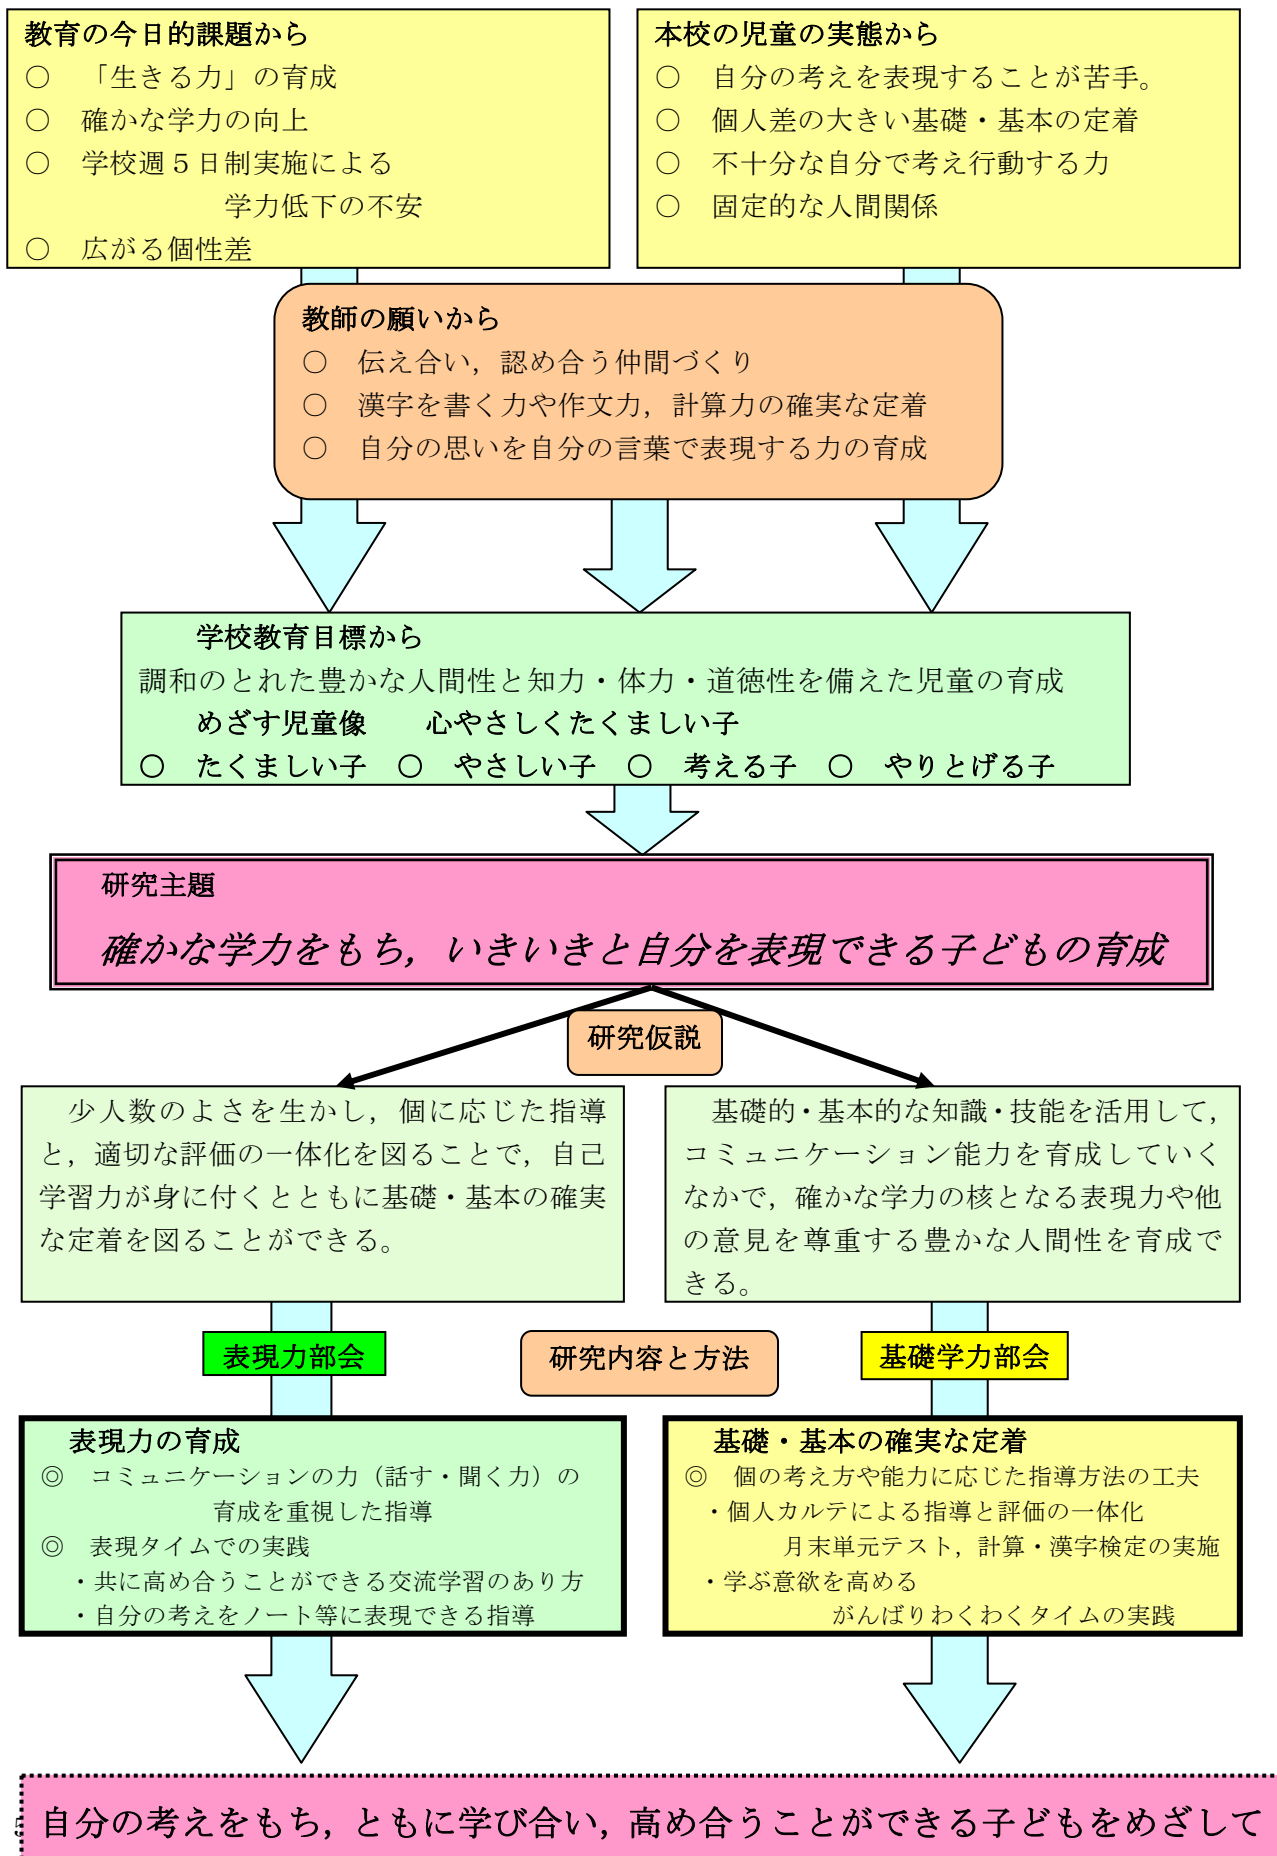 教育の今日的課題から
○　「生きる力」の育成
○　確かな学力の向上
○　学校週５日制実施による
学力低下の不安
○　広がる個性差
本校の児童の実態から
○　自分の考えを表現することが苦手。
○　個人差の大きい基礎・基本の定着
○　不十分な自分で考え行動する力
○　固定的な人間関係
教師の願いから
○　伝え合い，認め合う仲間づくり
○　漢字を書く力や作文力，計算力の確実な定着
○　自分の思いを自分の言葉で表現する力の育成
学校教育目標から
調和のとれた豊かな人間性と知力・体力・道徳性を備えた児童の育成
めざす児童像　　心やさしくたくましい子
○　たくましい子　○　やさしい子　○　考える子　○　やりとげる子
研究主題
確かな学力をもち，いきいきと自分を表現できる子どもの育成
研究仮説
少人数のよさを生かし，個に応じた指導
と，適切な評価の一体化を図ることで，自己
学習力が身に付くとともに基礎・基本の確実
な定着を図ることができる。
基礎的・基本的な知識・技能を活用して，
コミュニケーション能力を育成していく
なかで，確かな学力の核となる表現力や他
の意見を尊重する豊かな人間性を育成で
きる。
表現力部会
研究内容と方法
基礎学力部会
表現力の育成
◎　コミュニケーションの力（話す・聞く力）の
育成を重視した指導
◎　表現タイムでの実践
・共に高め合うことができる交流学習のあり方
・自分の考えをノート等に表現できる指導
基礎・基本の確実な定着
◎　個の考え方や能力に応じた指導方法の工夫
・個人カルテによる指導と評価の一体化
月末単元テスト，計算・漢字検定の実施
・学ぶ意欲を高める
がんばりわくわくタイムの実践
自分の考えをもち，ともに学び合い，高め合うことができる子どもをめざして